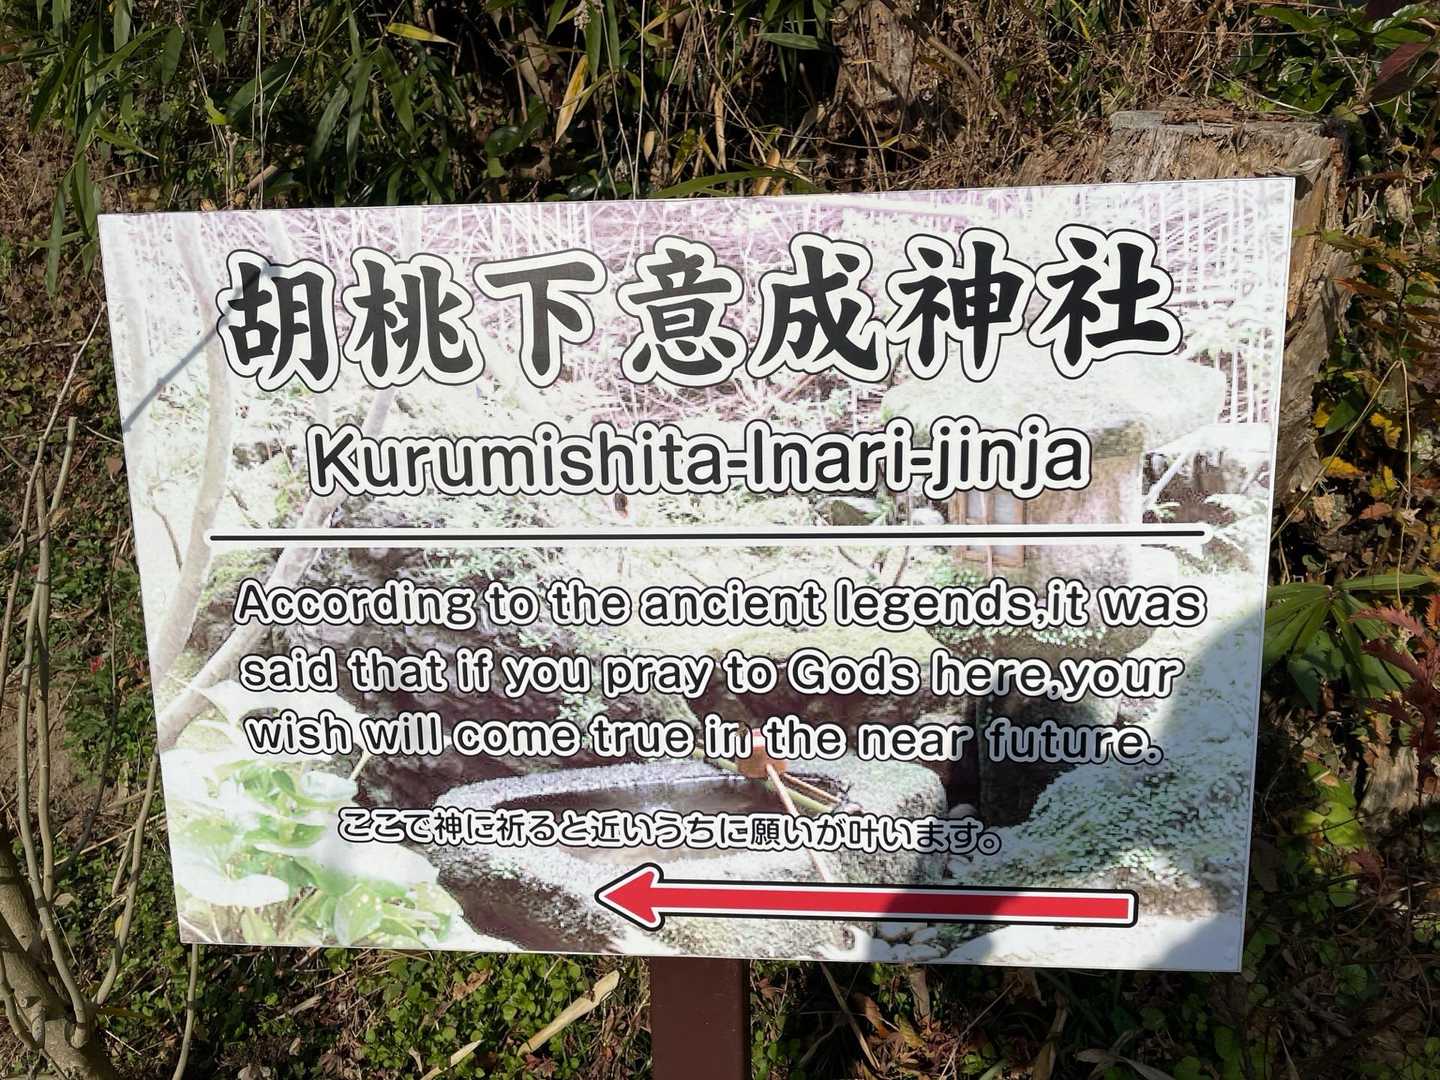 胡桃下意成神社
Kurumishita-Inari-jinja
According to the ancient legends,it was
said that if you pray to Gods here,your
wish will come true in the near future。
ここで神に祈ると近いうちに願いが叶います。